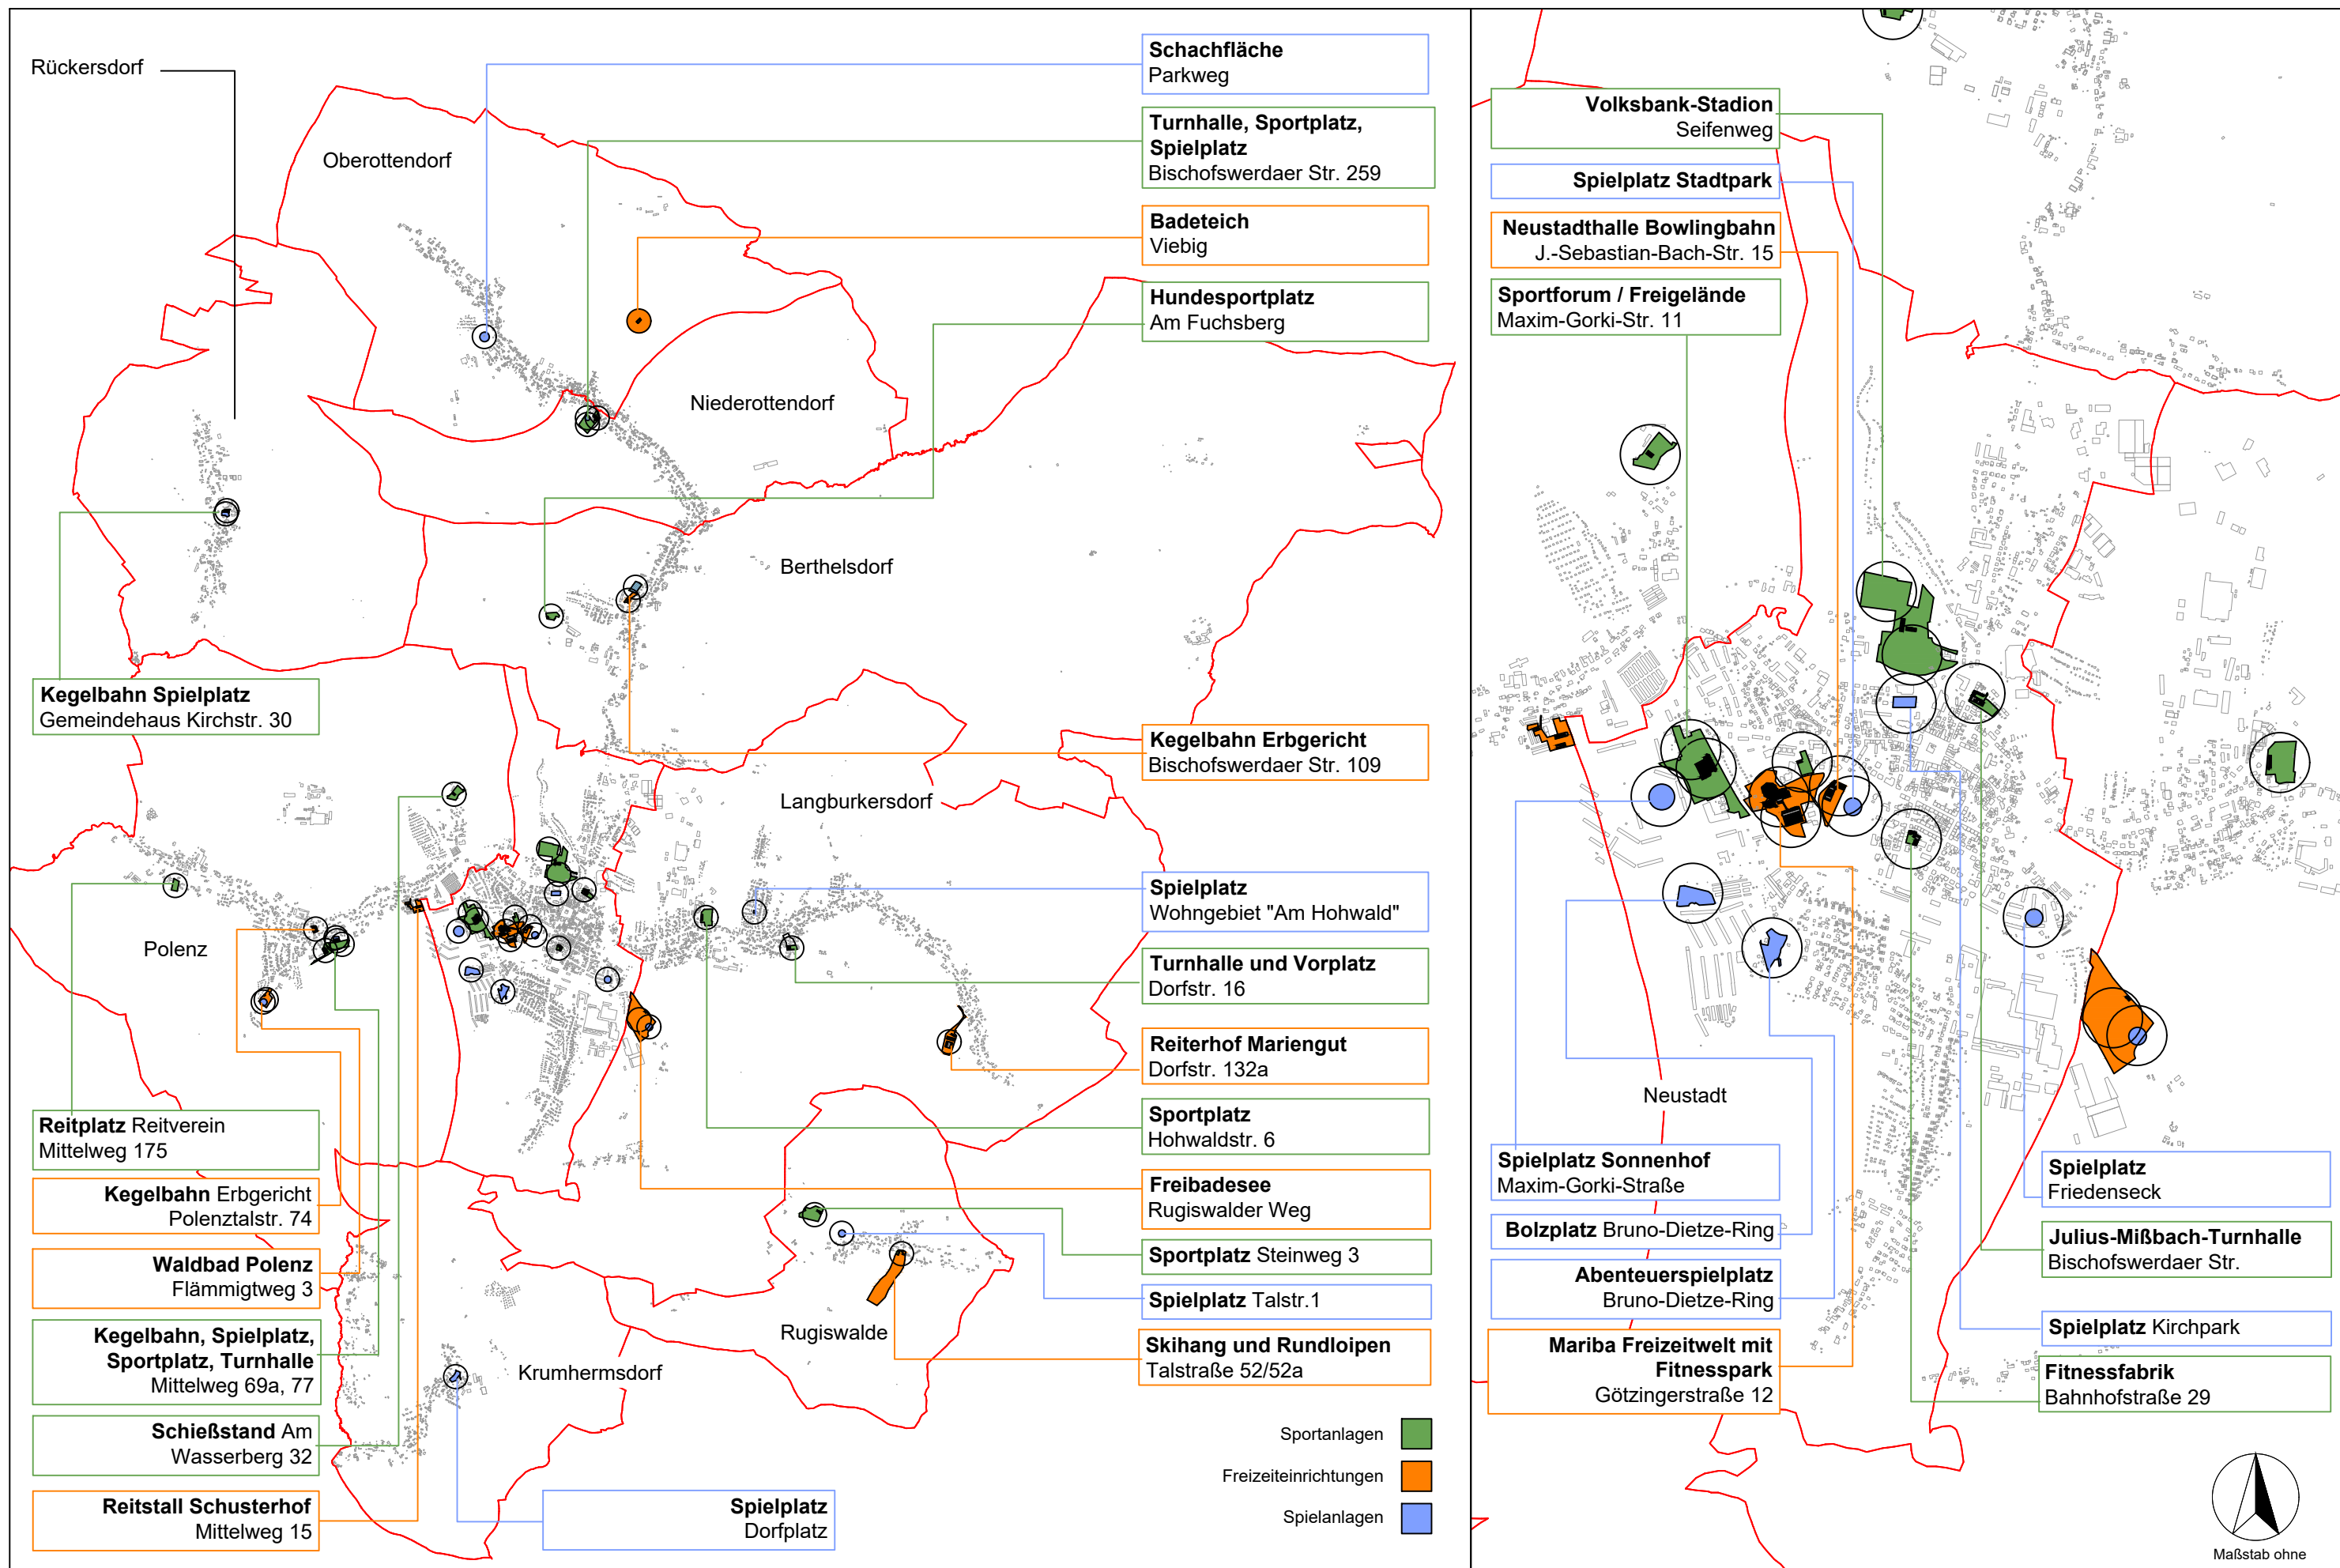 Rückersdorf
Oberottendorf
Niederottendorf
Berthelsdorf
Langburkersdorf
Polenz
Rugiswalde
Krumhermsdorf
Schachfläche
Parkweg
Turnhalle, Sportplatz,
Spielplatz
Bischofswerdaer Str. 259
Badeteich
Viebig
Hundesportplatz
Am Fuchsberg
Kegelbahn Spielplatz
Gemeindehaus Kirchstr. 30
Kegelbahn Erbgericht
Bischofswerdaer Str. 109
Spielplatz
Wohngebiet "Am Hohwald"
Turnhalle und Vorplatz
Dorfstr. 16
Reiterhof Mariengut
Dorfstr. 132a
Sportplatz
Hohwaldstr. 6
Freibadesee
Rugiswalder Weg
Sportplatz Steinweg 3
Spielplatz Talstr.1
Skihang und Rundloipen
Talstraße 52/52a
Reitplatz Reitverein
Mittelweg 175
Kegelbahn Erbgericht
Polenztalstr. 74
Waldbad Polenz
Flämmigtweg 3
Kegelbahn, Spielplatz,
Sportplatz, Turnhalle
Mittelweg 69a, 77
Schießstand Am
Wasserberg 32
Reitstall Schusterhof
Mittelweg 15
Spielplatz
Dorfplatz
Sportanlagen
Freizeiteinrichtungen
Spielanlagen
Volksbank-Stadion
Seifenweg
Spielplatz Stadtpark
Neustadthalle Bowlingbahn
J.-Sebastian-Bach-Str. 15
Sportforum / Freigelände
Maxim-Gorki-Str. 11
Neustadt
Spielplatz Sonnenhof
Maxim-Gorki-Straße
Bolzplatz Bruno-Dietze-Ring
Abenteuerspielplatz
Bruno-Dietze-Ring
Mariba Freizeitwelt mit
Fitnesspark
Götzingerstraße 12
Spielplatz
Friedenseck
Julius-Mißbach-Turnhalle
Bischofswerdaer Str.
Spielplatz Kirchpark
Fitnessfabrik
Bahnhofstraße 29
Maßstab ohne